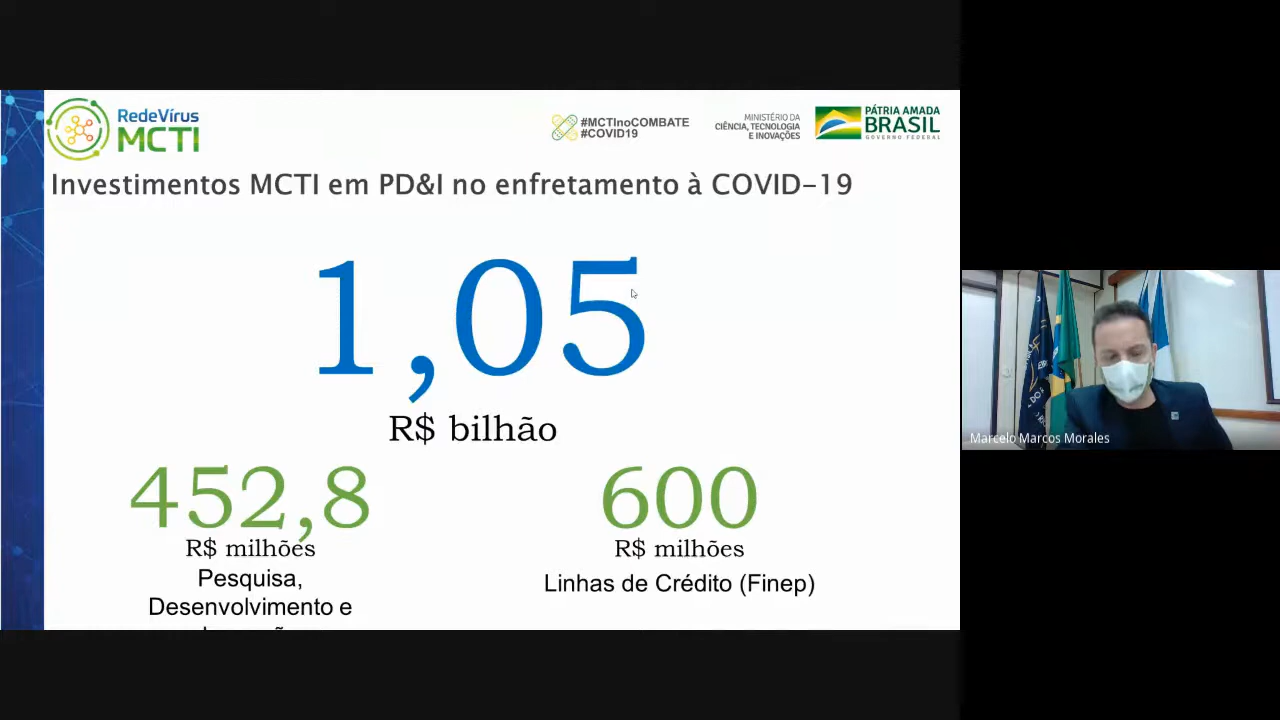 RedeVírus
MCTI
#MCTInoCOMBATE
#COVID19
MINISTÉRIO DA
CIÊNCIA, TECNOLOGIA
E INOVAÇÕES
PÁTRIA AMADA
BRASIL
GOVERNO FEDERAL
Investimentos MCTI em PD&I no enfretamento à COVID-19
1,05
R$ bilhão
452,8
R$ milhões
Pesquisa,
Desenvolvimento e
600
R$ milhões
Linhas de Crédito (Finep)
Marcelo Marcos Morales